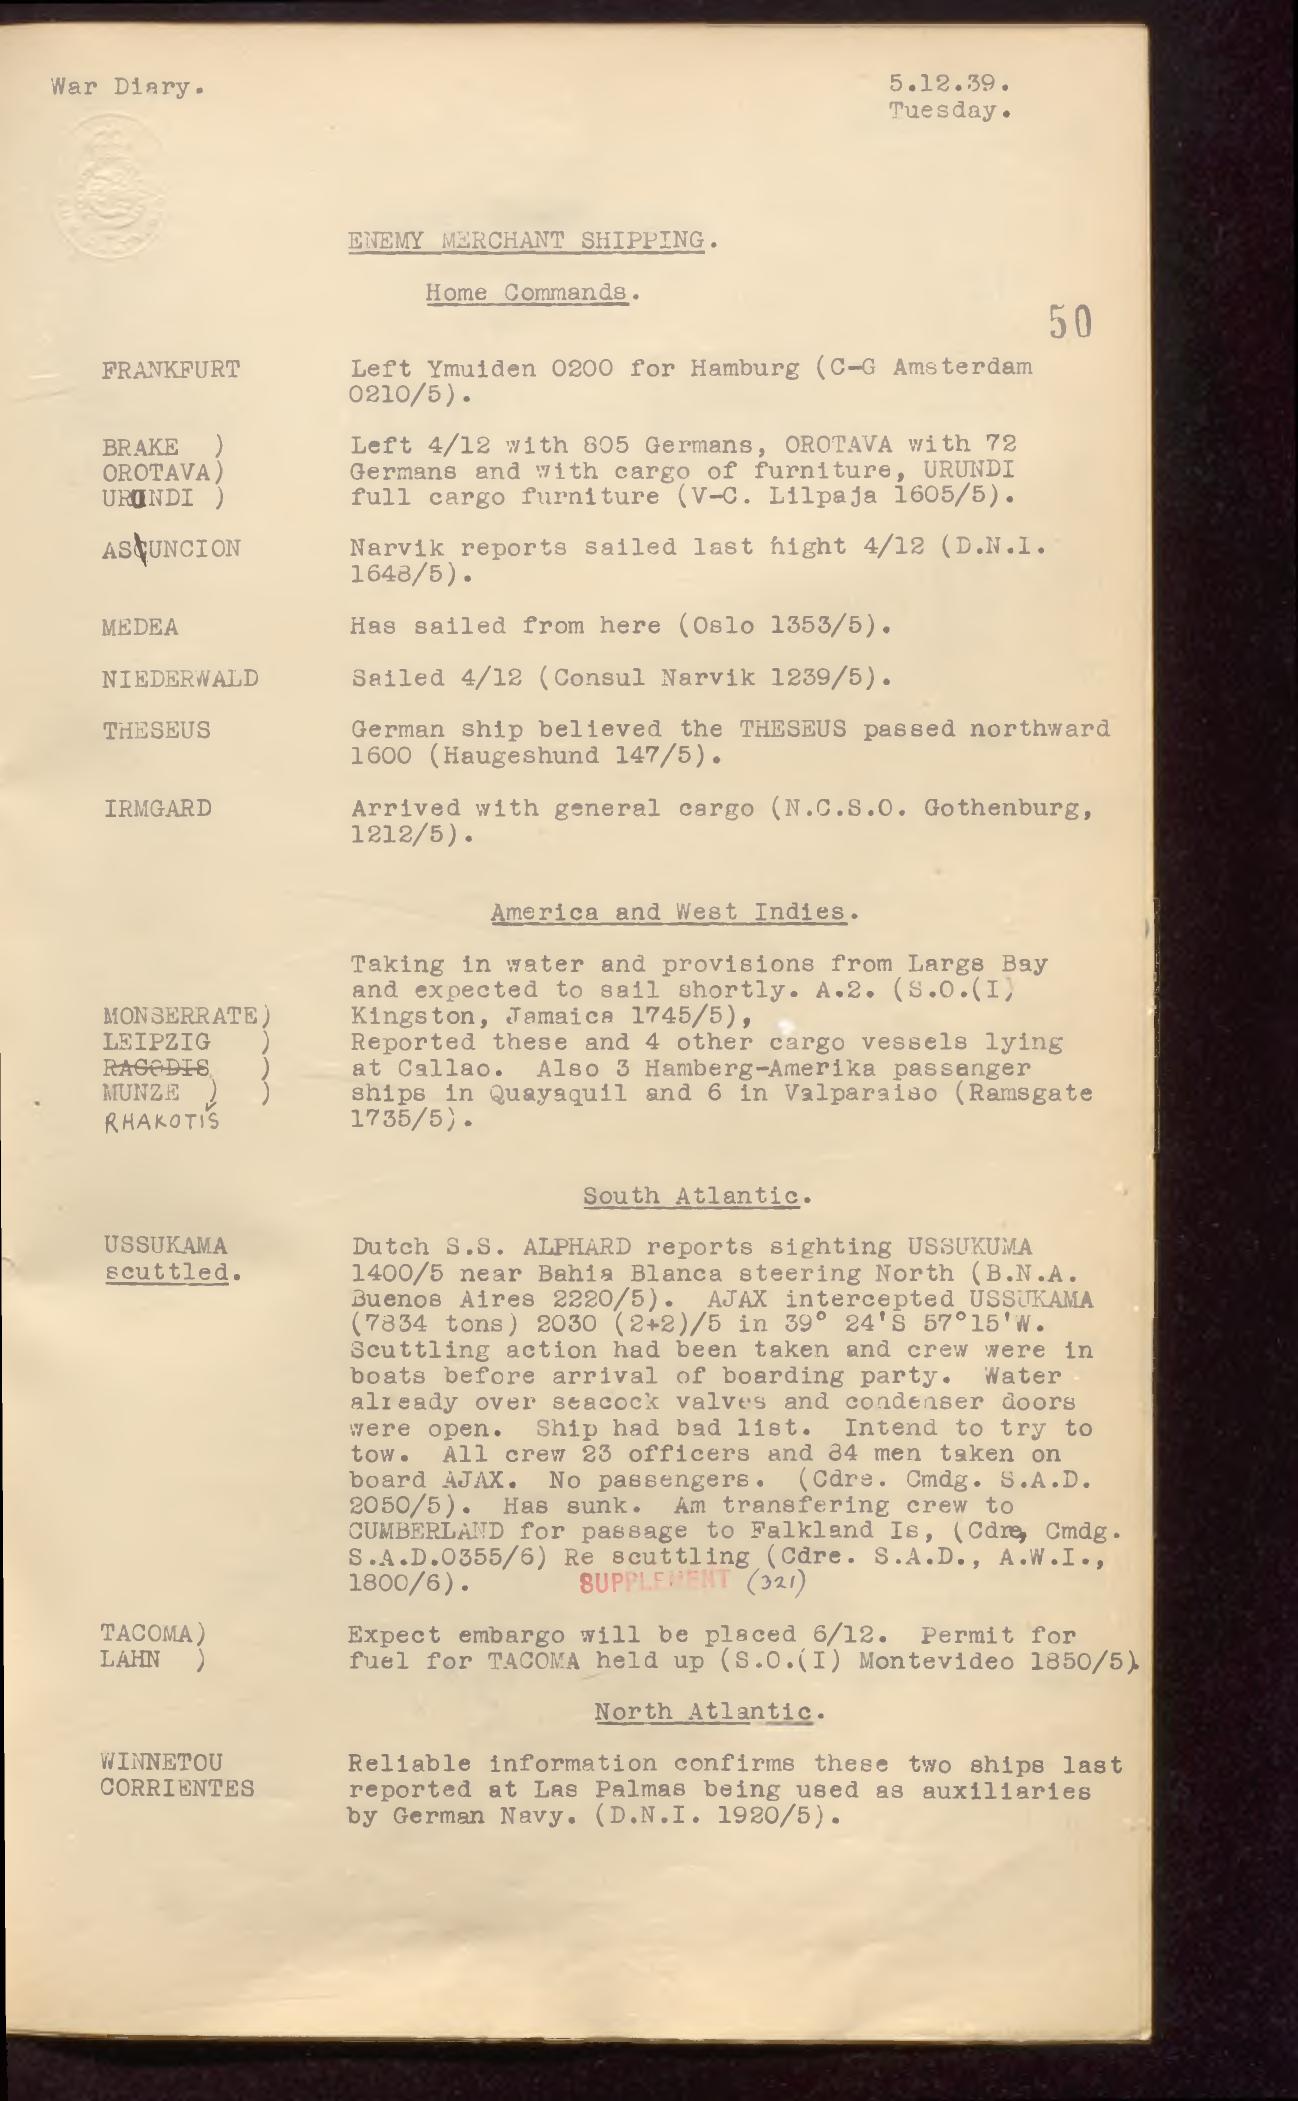 War Diary.
5.12.39.
Tuesday.
ENEMY MERCHANT SHIPPING.
Home Commands.
50
FRANKFURT Left Ymuiden 0200 for Hamburg (C-G Amsterdam
0210/5).
BRAKE ) Left 4/12 with 805 Germans, OROTAVA with 72
OROTAVA) Germans and with cargo of furniture, URUNDI
URUNDI ) full cargo furniture (V-C. Lilpaja 1605/5).
ASUNCION Narvik reports sailed last night 4/12 (D.N.I.
1648/5).
MEDEA Has sailed from here (Oslo 1353/5).
NIEDERWALD Sailed 4/12 (Consul Narvik 1239/5).
THESEUS German ship believed the THESEUS passed northward
1600 (Haugeshund 147/5).
IRMGARD Arrived with general cargo (N.C.S.O. Gothenburg,
1212/5).
America and West Indies.
Taking in water and provisions from Largs Bay
and expected to sail shortly. A.2. (S.O.(I)
MONSERRATE) Kingston, Jamaica 1745/5),
LEIPZIG ) Reported these and 4 other cargo vessels lying
RAGODIS ) at Callao. Also 3 Hamberg-Amerika passenger
MUNZE ) ) ships in Quayaquil and 6 in Valparaiso (Ramsgate
RHAKOTIS 1735/5).
South Atlantic.
USSUKAMA Dutch S.S. ALPHARD reports sighting USSUKUMA
scuttled. 1400/5 near Bahia Blanca steering North (B.N.A.
Buenos Aires 2220/5). AJAX intercepted USSUKAMA
(7834 tons) 2030 (2+2)/5 in 39° 24'S 57°15'W.
Scuttling action had been taken and crew were in
boats before arrival of boarding party. Water
already over seacock valves and condenser doors
were open. Ship had bad list. Intend to try to
tow. All crew 23 officers and 84 men taken on
board AJAX. No passengers. (Cdre. Cmdg. S.A.D.
2050/5). Has sunk. Am transfering crew to
CUMBERLAND for passage to Falkland Is, (Cdre, Cmdg.
S.A.D.0355/6) Re scuttling (Cdre. S.A.D., A.W.I.,
1800/6). SUPPLEMENT (321)
TACOMA) Expect embargo will be placed 6/12. Permit for
LAHN ) fuel for TACOMA held up (S.O.(I) Montevideo 1850/5).
North Atlantic.
WINNETOU Reliable information confirms these two ships last
CORRIENTES reported at Las Palmas being used as auxiliaries
by German Navy. (D.N.I. 1920/5).